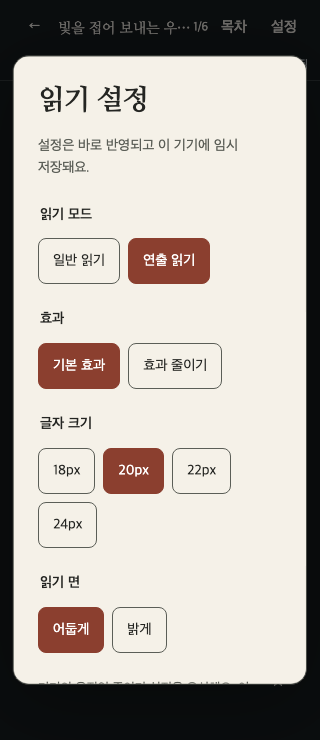 ← 빛을 접어 보내는 우… 1/6 목차 설정
읽기 설정
설정은 바로 반영되고 이 기기에 임시
저장돼요.
읽기 모드
일반 읽기 연출 읽기
효과
기본 효과 효과 줄이기
글자 크기
18px 20px 22px
24px
읽기 면
어둡게 밝게